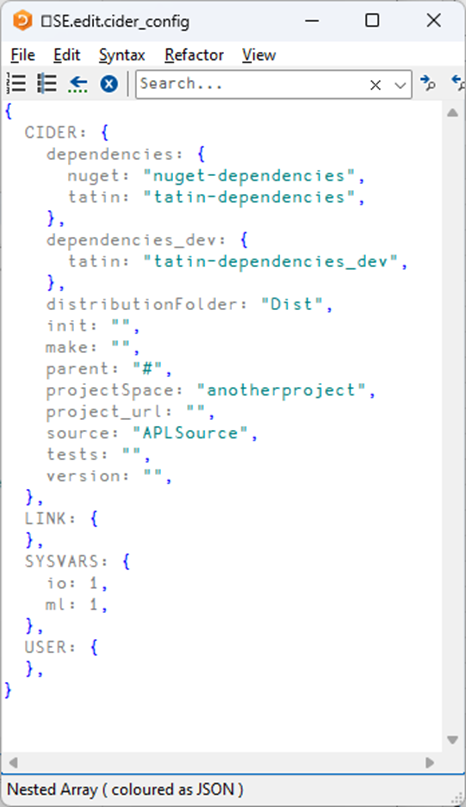 ⎕SE.edit.cider_config
File Edit Syntax Refactor View
Search...
{
  CIDER: {
    dependencies: {
      nuget: "nuget-dependencies",
      tatin: "tatin-dependencies",
    },
    dependencies_dev: {
      tatin: "tatin-dependencies_dev",
    },
    distributionFolder: "Dist",
    init: "",
    make: "",
    parent: "#",
    projectSpace: "anotherproject",
    project_url: "",
    source: "APLSource",
    tests: "",
    version: "",
  },
  LINK: {
  },
  SYSVARS: {
    io: 1,
    ml: 1,
  },
  USER: {
  },
}
Nested Array ( coloured as JSON )